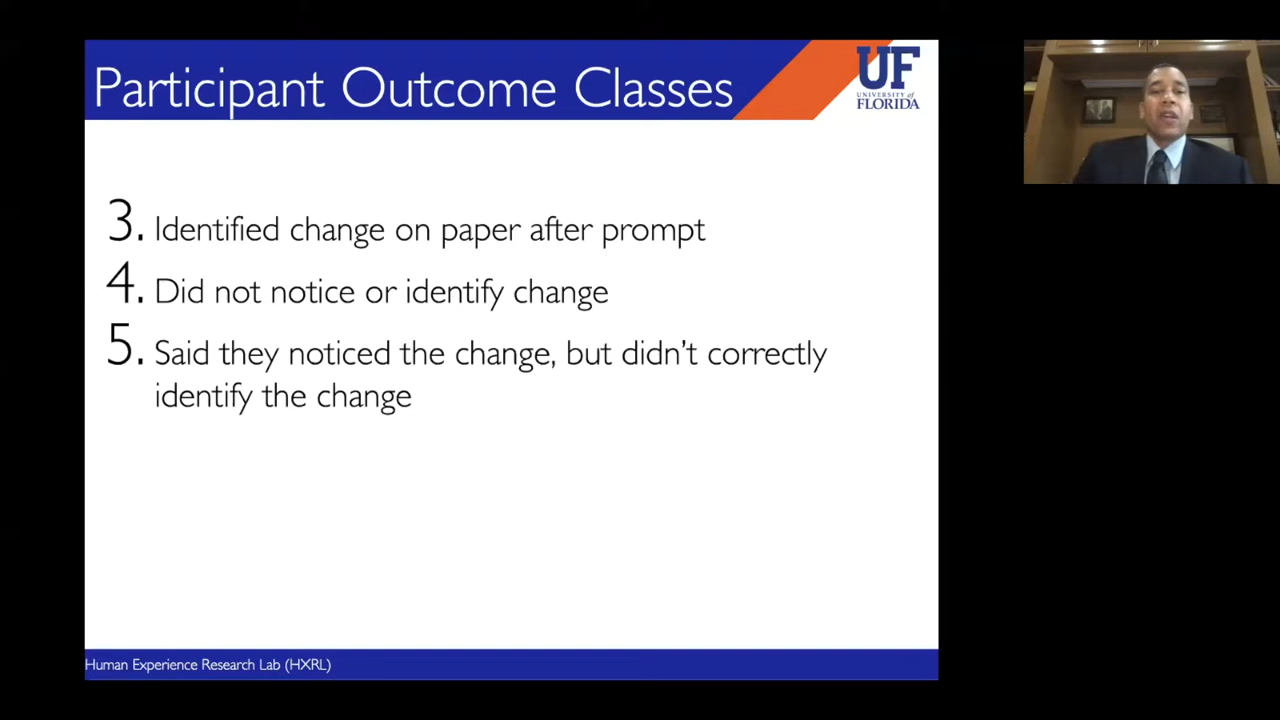 Participant Outcome Classes
UF
UNIVERSITY of
FLORIDA
3. Identified change on paper after prompt
4. Did not notice or identify change
5. Said they noticed the change, but didn't correctly
identify the change
Human Experience Research Lab (HXRL)